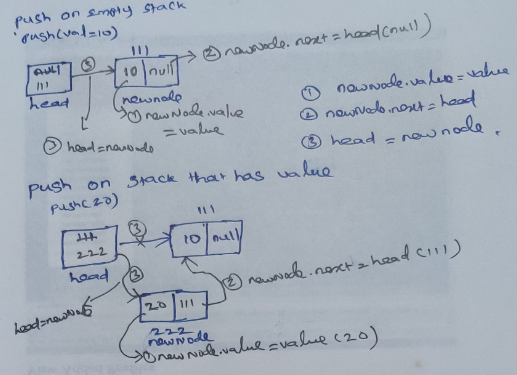 push on empty stack
push(val=10)
111
② newNode.next = head(null)
null
111
③
10 null
head
newnode
① newNode.value
= value
③ head=newnode
① newNode.value = value
② newNode.next = head
③ head = new node.
push on stack that has value
push(20)
111
111
222
③
10 null
head
③
② newNode.next = head (111)
head=newNode
20 111
222
newNode
① newNode.value = value (20)